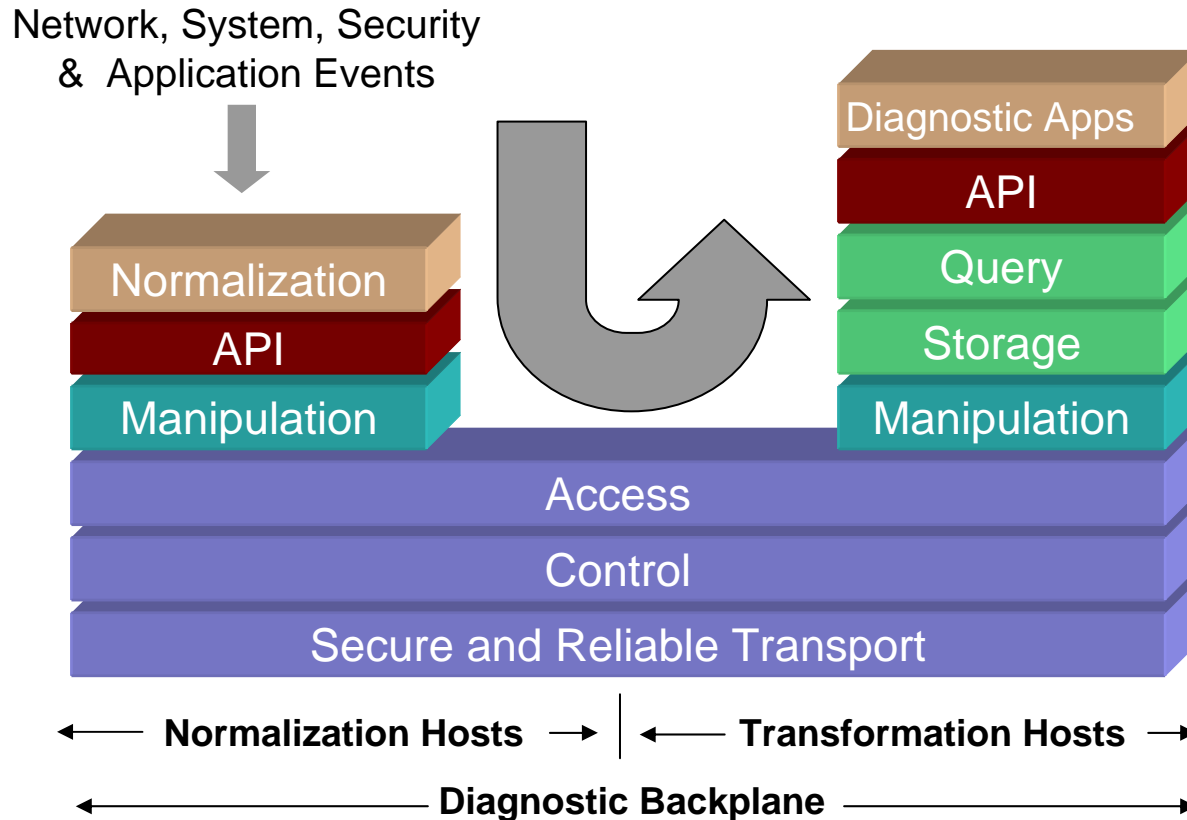 Network, System, Security
& Application Events
Normalization
API
Manipulation
Diagnostic Apps
API
Query
Storage
Manipulation
Access
Control
Secure and Reliable Transport
Normalization Hosts
Transformation Hosts
Diagnostic Backplane